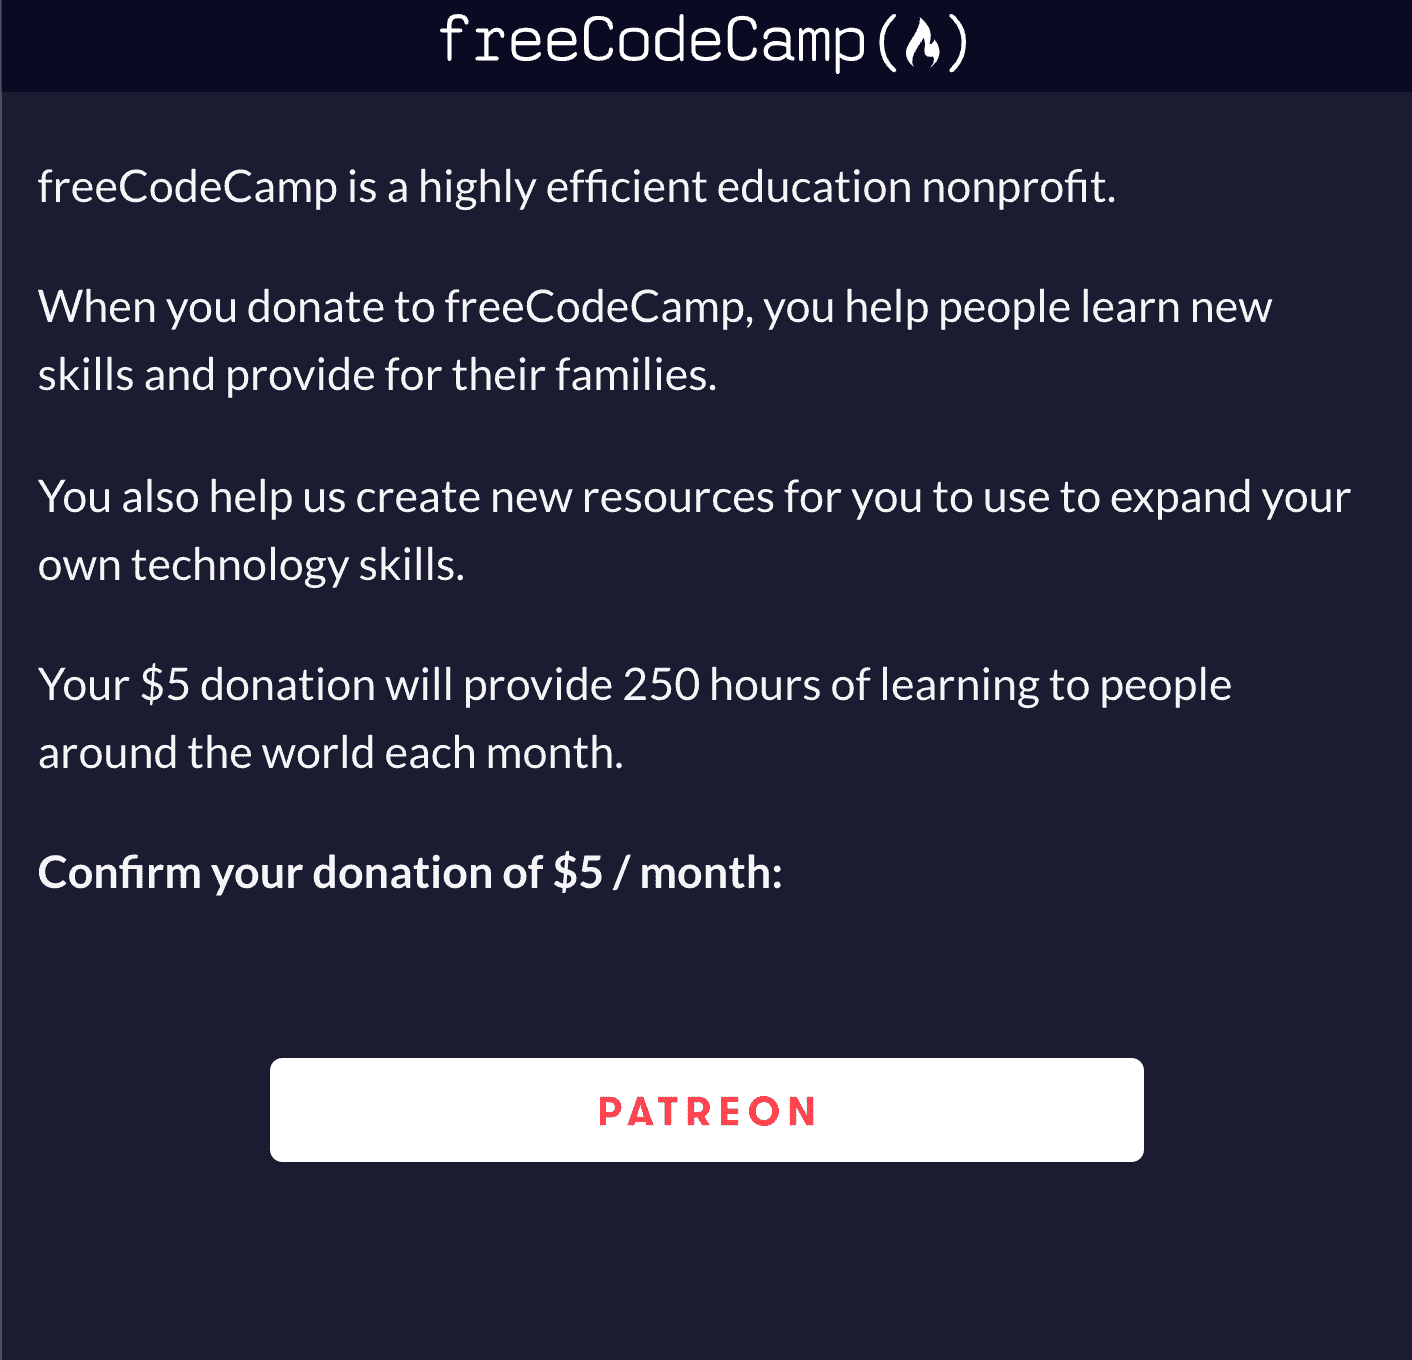 freeCodeCamp(🔥)
freeCodeCamp is a highly efficient education nonprofit.
When you donate to freeCodeCamp, you help people learn new
skills and provide for their families.
You also help us create new resources for you to use to expand your
own technology skills.
Your $5 donation will provide 250 hours of learning to people
around the world each month.
Confirm your donation of $5 / month:
PATREON